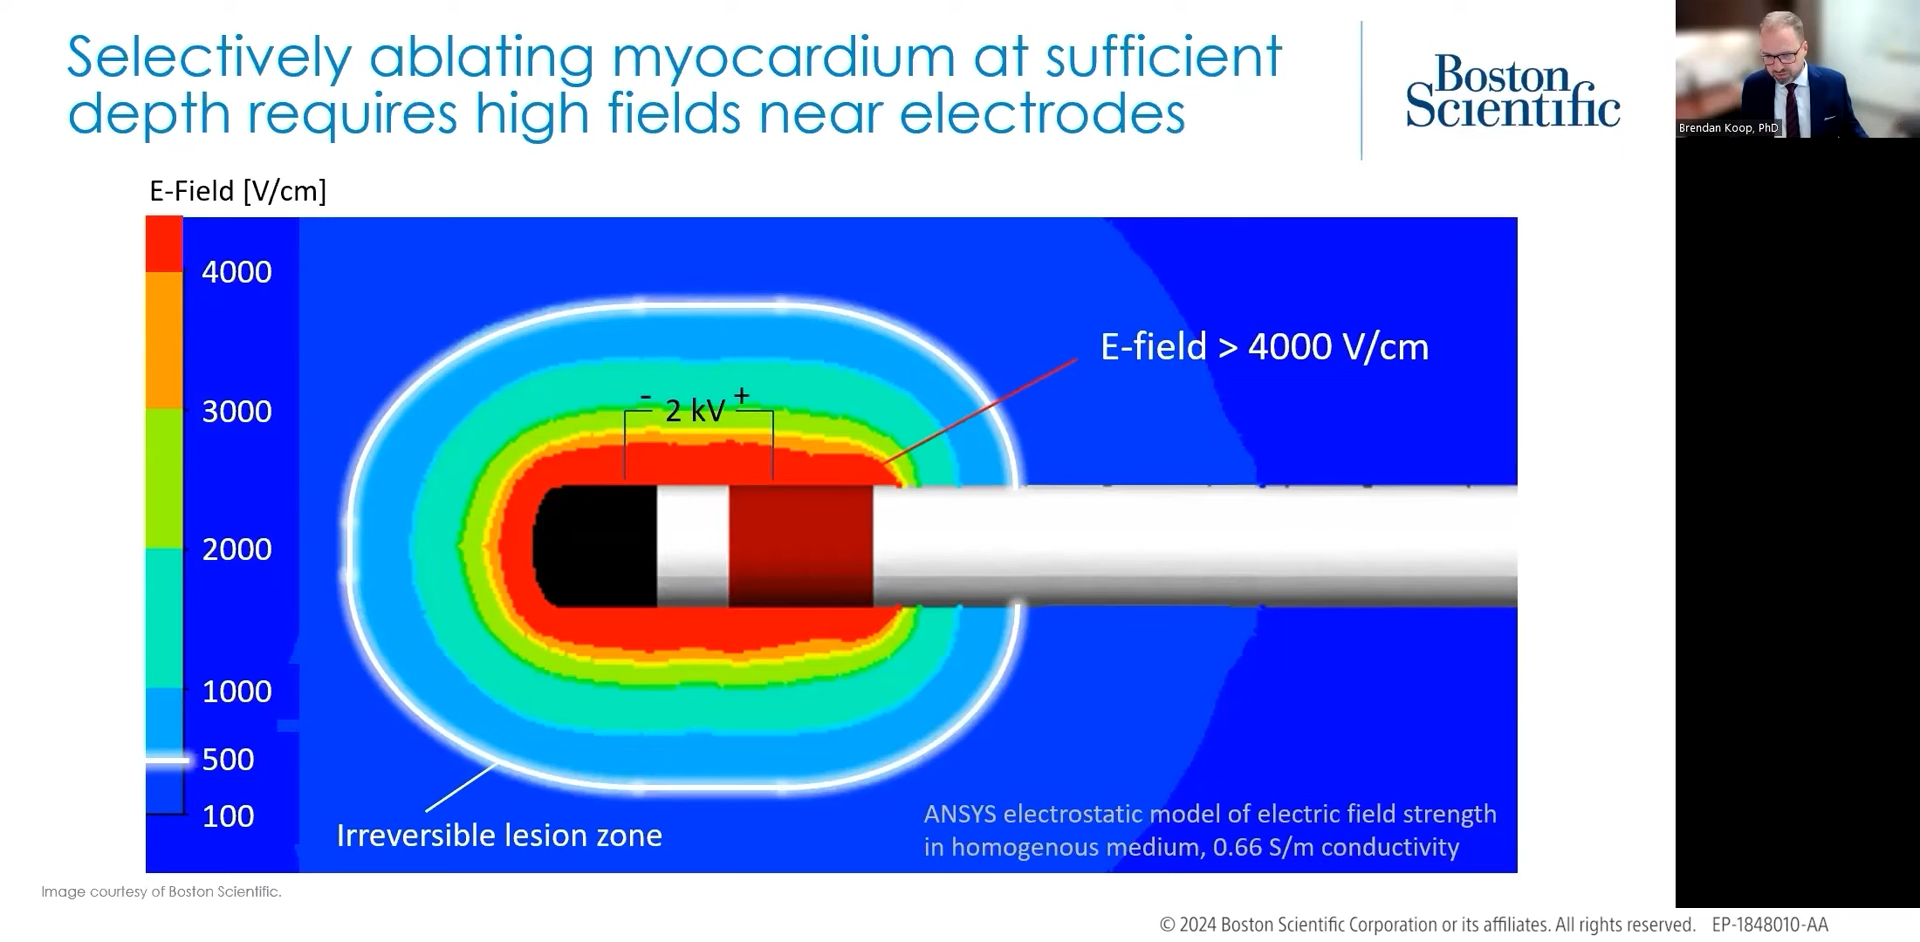 Selectively ablating myocardium at sufficient
depth requires high fields near electrodes
Boston
Scientific
Brendan Koop, PhD
E-Field [V/cm]
4000
3000
2000
1000
500
100
E-field > 4000 V/cm
- 2 kV +
Irreversible lesion zone
ANSYS electrostatic model of electric field strength
in homogenous medium, 0.66 S/m conductivity
Image courtesy of Boston Scientific.
© 2024 Boston Scientific Corporation or its affiliates. All rights reserved. EP-1848010-AA